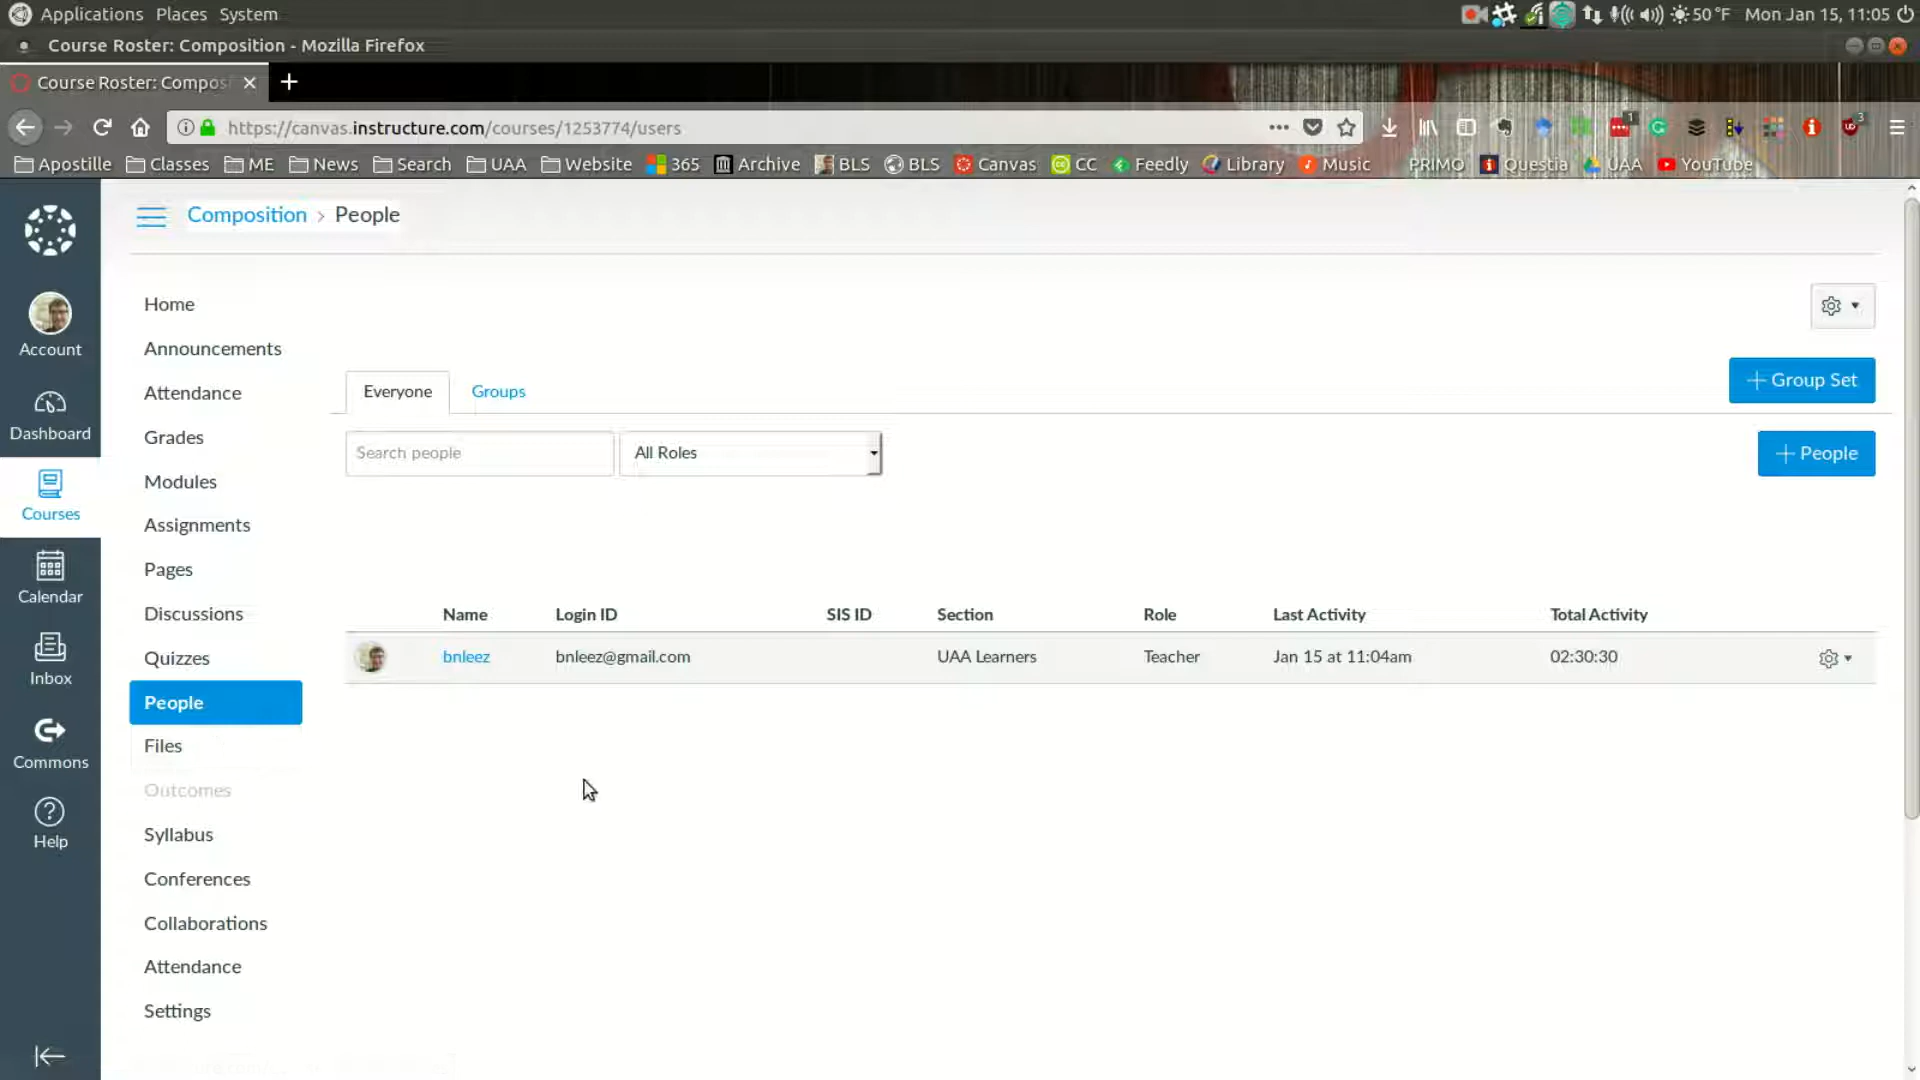 Applications Places System 50 °F Mon Jan 15, 11:05
Course Roster: Composition - Mozilla Firefox
Course Roster: Compos
https://canvas.instructure.com/courses/1253774/users 1 3
Apostille Classes ME News Search UAA Website 365 Archive BLS BLS Canvas CC Feedly Library Music PRIMO Questia UAA YouTube
Composition › People
Account
Dashboard
Courses
Calendar
Inbox
Commons
Help
Home
Announcements
Attendance
Grades
Modules
Assignments
Pages
Discussions
Quizzes
People
Files
Outcomes
Syllabus
Conferences
Collaborations
Attendance
Settings
Everyone Groups
+ Group Set
Search people All Roles
+ People
Name Login ID SIS ID Section Role Last Activity Total Activity
bnleez bnleez@gmail.com UAA Learners Teacher Jan 15 at 11:04am 02:30:30